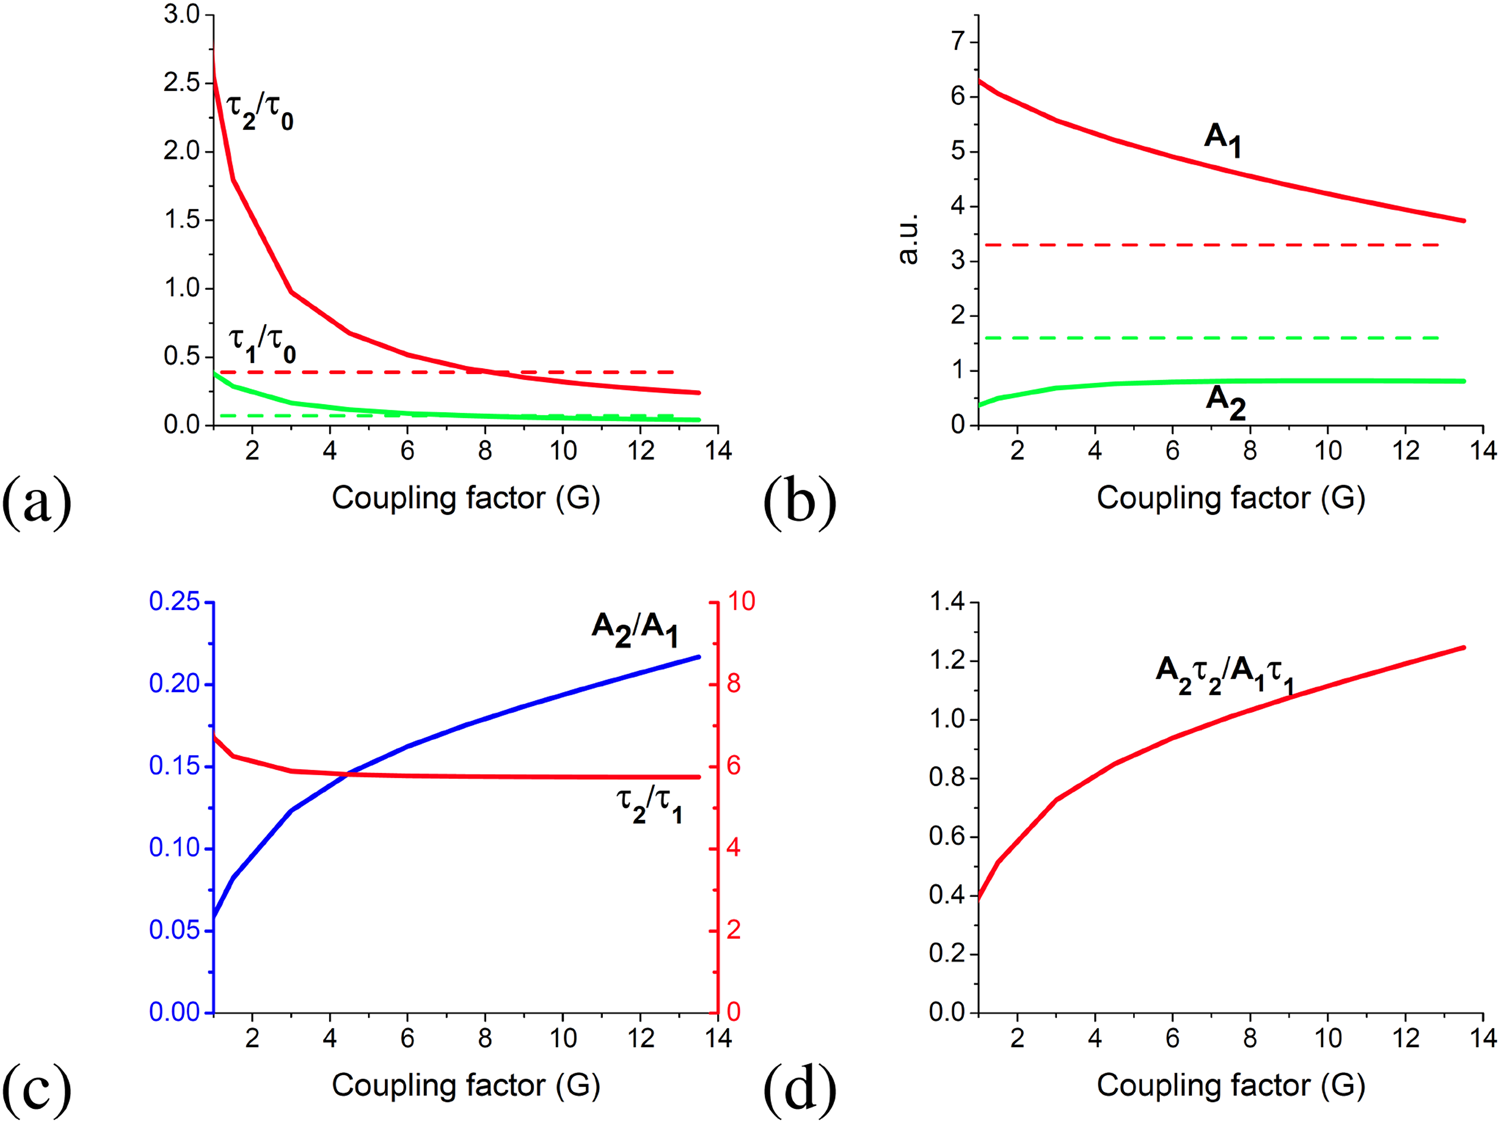 3.0
2.5
2.0
1.5
1.0
0.5
0.0
τ2/τ0
τ1/τ0
2 4 6 8 10 12 14
Coupling factor (G)
(a)
7
6
5
4
3
2
1
0
a.u.
A1
A2
2 4 6 8 10 12 14
Coupling factor (G)
(b)
0.25
0.20
0.15
0.10
0.05
0.00
A2/A1
τ2/τ1
10
8
6
4
2
0
2 4 6 8 10 12 14
Coupling factor (G)
(c)
1.4
1.2
1.0
0.8
0.6
0.4
0.2
0.0
A2τ2/A1τ1
2 4 6 8 10 12 14
Coupling factor (G)
(d)